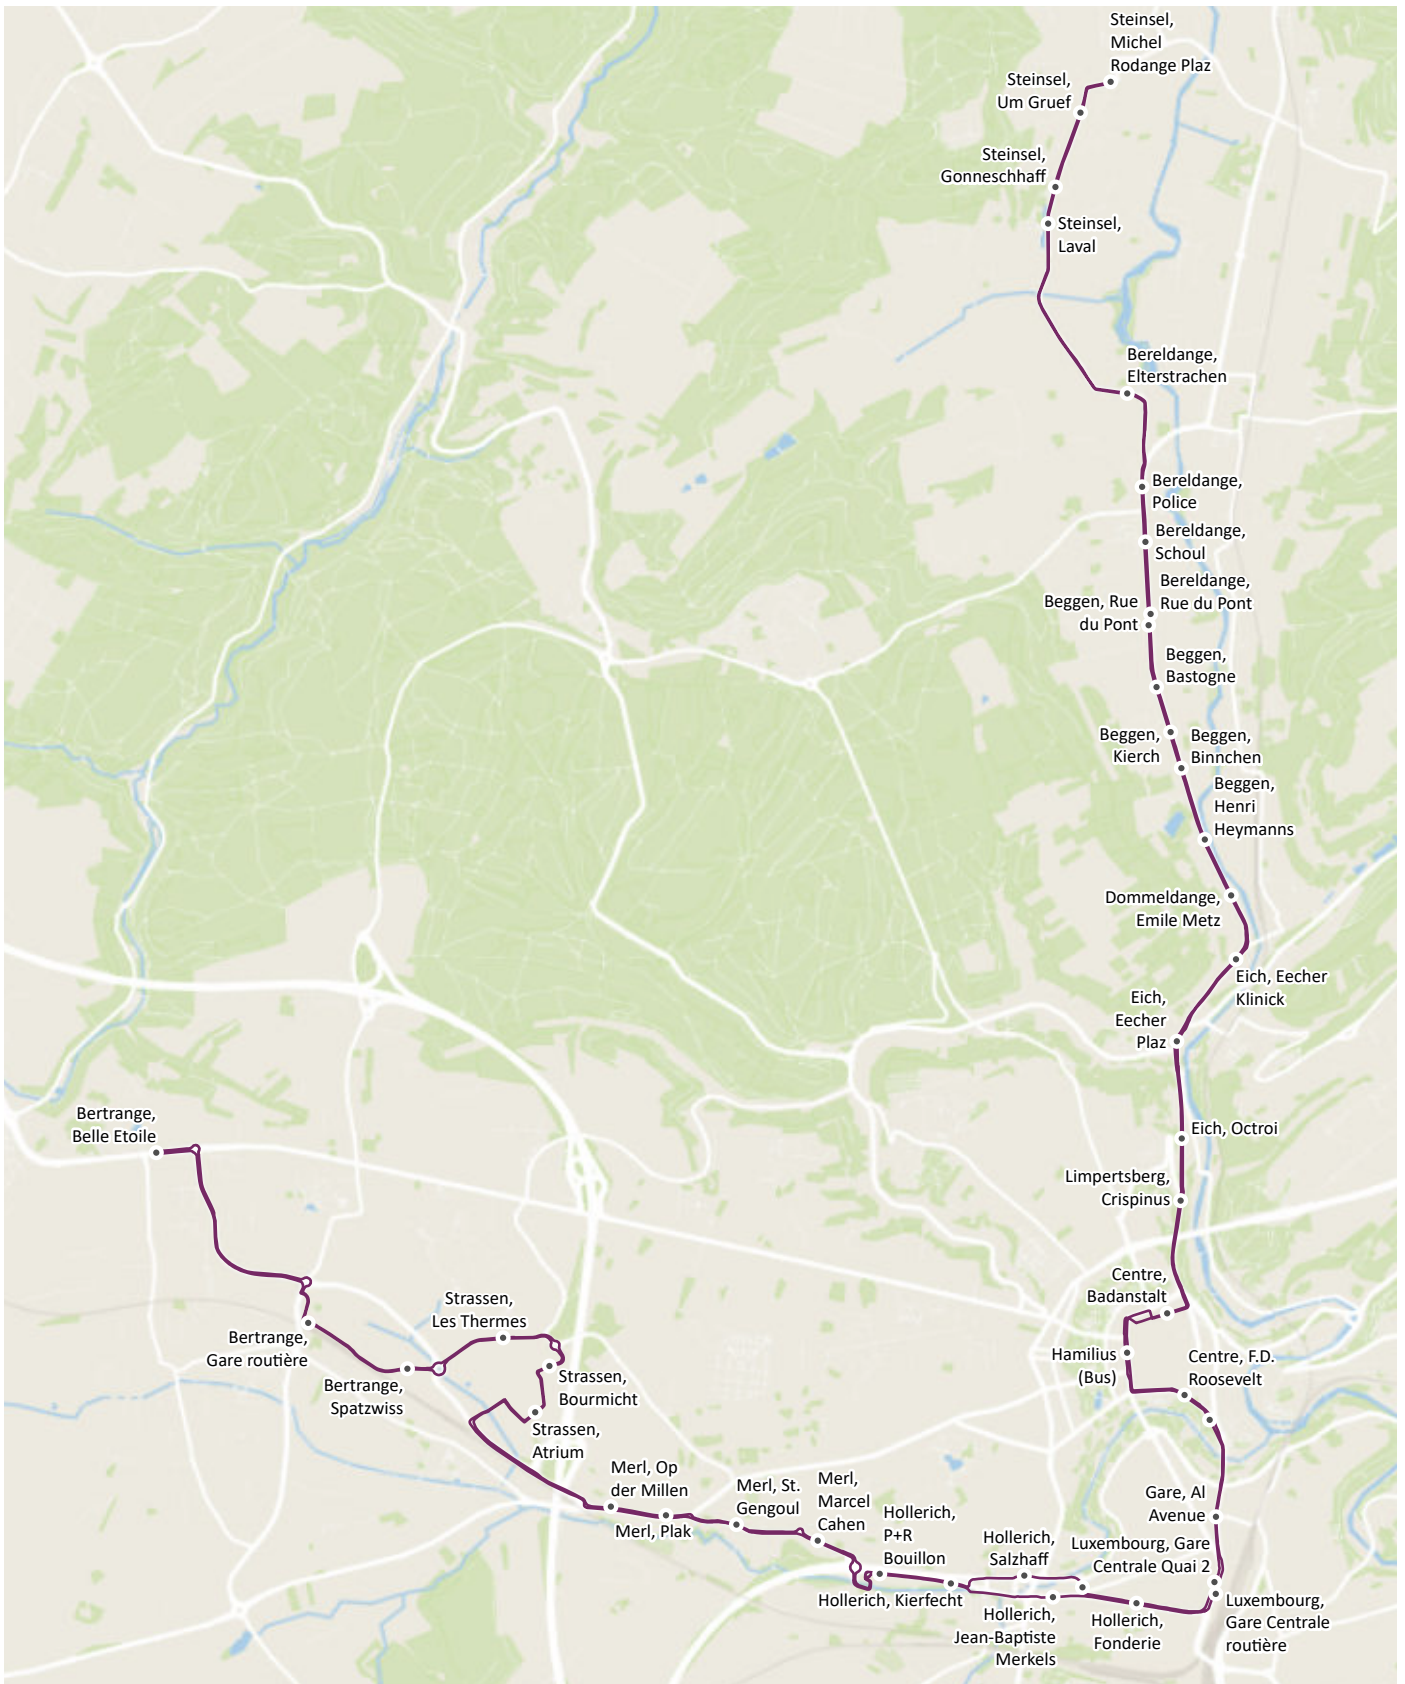 Steinsel,
Michel
Rodange Plaz
Steinsel,
Um Gruef
Steinsel,
Gonneschhaff
Steinsel,
Laval
Bereldange,
Elterstrachen
Bereldange,
Police
Bereldange,
Schoul
Bereldange,
Rue du Pont
Beggen, Rue
du Pont
Beggen,
Bastogne
Beggen,
Kierch
Beggen,
Binnchen
Beggen,
Henri
Heymanns
Dommeldange,
Emile Metz
Eich, Eecher
Klinick
Eich,
Eecher
Plaz
Eich, Octroi
Limpertsberg,
Crispinus
Centre,
Badanstalt
Hamilius
(Bus)
Centre, F.D.
Roosevelt
Gare, Al
Avenue
Luxembourg, Gare
Centrale Quai 2
Luxembourg,
Gare Centrale
routière
Hollerich,
Fonderie
Hollerich,
Salzhaff
Hollerich,
Jean-Baptiste
Merkels
Hollerich, Kierfecht
Hollerich,
P+R
Bouillon
Merl,
Marcel
Cahen
Merl, St.
Gengoul
Merl, Plak
Merl, Op
der Millen
Strassen,
Atrium
Strassen,
Bourmicht
Strassen,
Les Thermes
Bertrange,
Spatzwiss
Bertrange,
Gare routière
Bertrange,
Belle Etoile